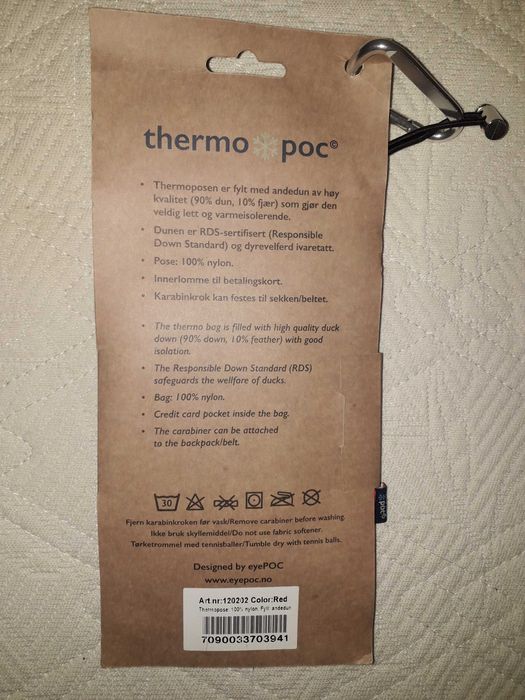 thermo poc©
• Thermoposen er fylt med andedun av høy
kvalitet (90% dun, 10% fjær) som gjør den
veldig lett og varmeisolerende.
• Dunen er RDS-sertifisert (Responsible
Down Standard) og dyrevelferd ivaretatt.
• Pose: 100% nylon.
• Innerlomme til betalingskort.
• Karabinkrok kan festes til sekken/beltet.
• The thermo bag is filled with high quality duck
down (90% down, 10% feather) with good
isolation.
• The Responsible Down Standard (RDS)
safeguards the wellfare of ducks.
• Bag: 100% nylon.
• Credit card pocket inside the bag.
• The carabiner can be attached
to the backpack/belt.
30
Fjern karabinkroken før vask/Remove carabiner before washing.
Ikke bruk skyllemiddel/Do not use fabric softener.
Tørketrommel med tennisballer/Tumble dry with tennis balls.
Designed by eyePOC
www.eyepoc.no
Art nr:120202 Color:Red
Thermopose: 100% nylon. Fyll: andedun
7090033703941
poc